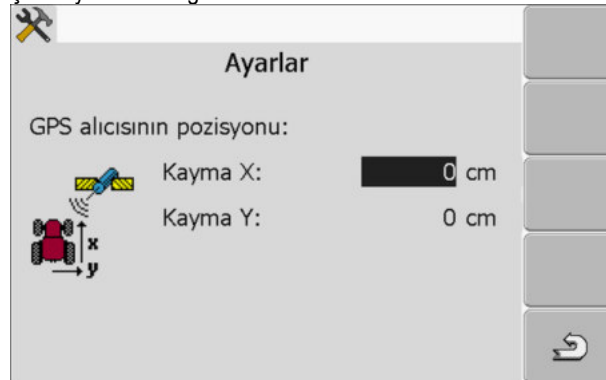 Ayarlar
GPS alıcısının pozisyonu:
Kayma X: 0 cm
Kayma Y: 0 cm
x
y